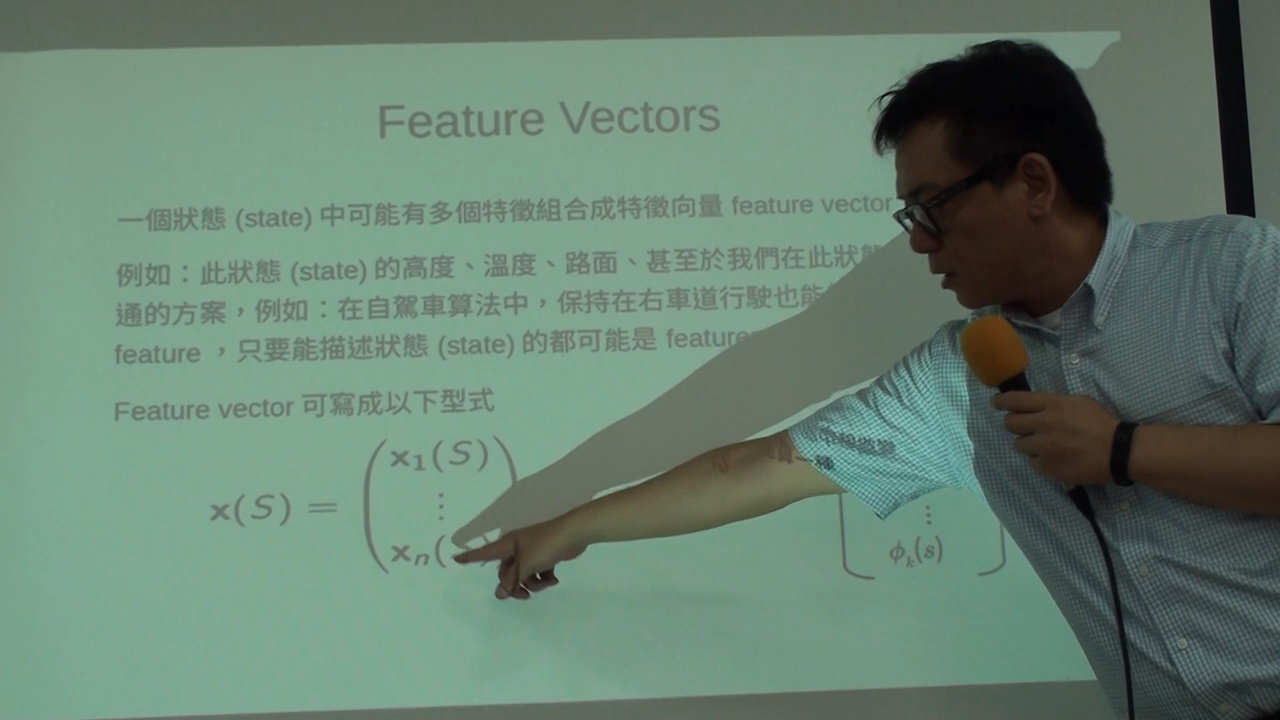 Feature Vectors
一個狀態 (state) 中可能有多個特徵組合成特徵向量 feature vector
例如：此狀態 (state) 的高度、溫度、路面、甚至於我們在此狀態
通的方案，例如：在自駕車算法中，保持在右車道行駛也能
feature ，只要能描述狀態 (state) 的都可能是 feature
Feature vector 可寫成以下型式
x₁(S)
⋮ ⋮
x(S) =
xₙ( ϕₖ(s)